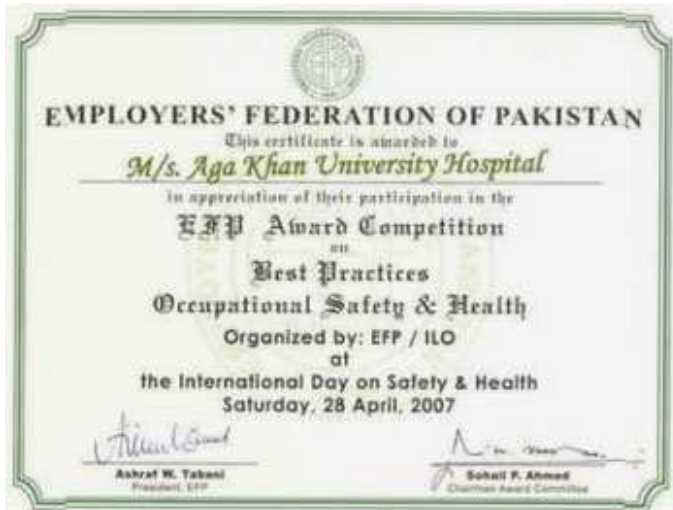 EMPLOYERS' FEDERATION OF PAKISTAN
This certificate is awarded to
M/s. Aga Khan University Hospital
in appreciation of their participation in the
EFP Award Competition
on
Best Practices
Occupational Safety & Health
Organized by: EFP / ILO
at
the International Day on Safety & Health
Saturday, 28 April, 2007
Ashraf W. Tabani
President, EFP
Sohail P. Ahmed
Chairman Award Committee